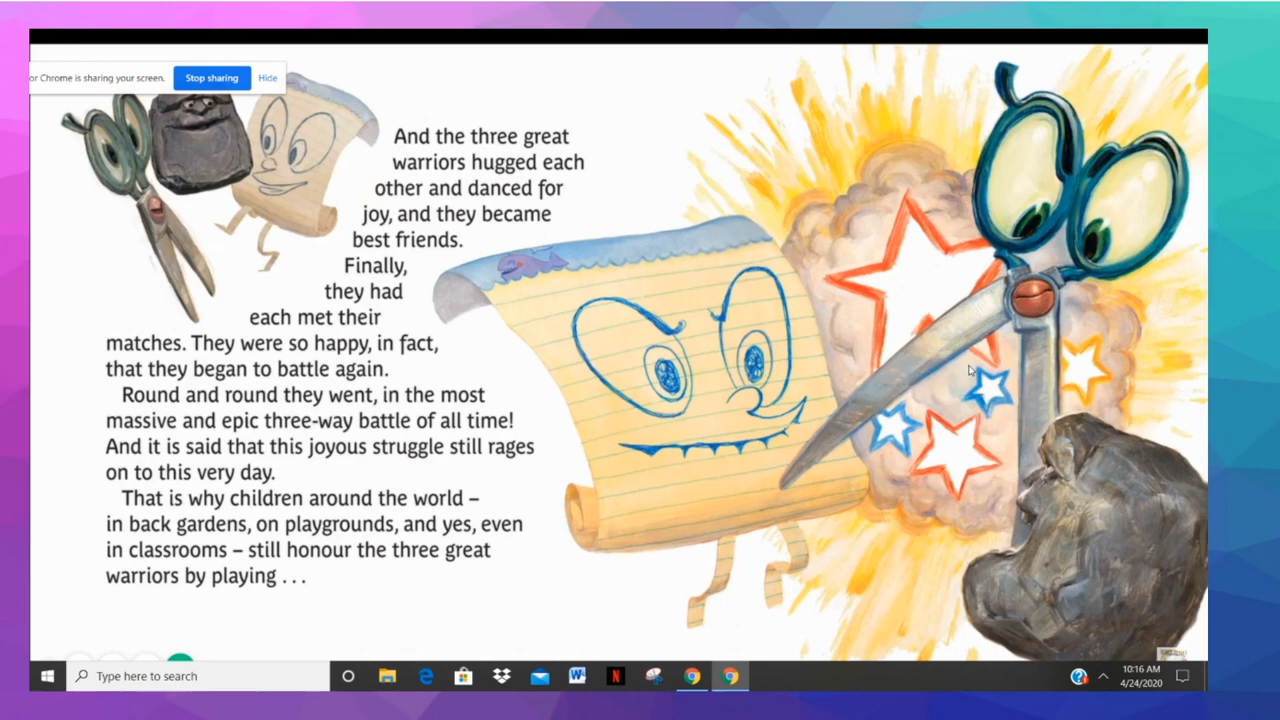 or Chrome is sharing your screen. Stop sharing Hide
And the three great
warriors hugged each
other and danced for
joy, and they became
best friends.
Finally,
they had
each met their
matches. They were so happy, in fact,
that they began to battle again.
Round and round they went, in the most
massive and epic three-way battle of all time!
And it is said that this joyous struggle still rages
on to this very day.
That is why children around the world –
in back gardens, on playgrounds, and yes, even
in classrooms – still honour the three great
warriors by playing . . .
Type here to search
10:16 AM
4/24/2020